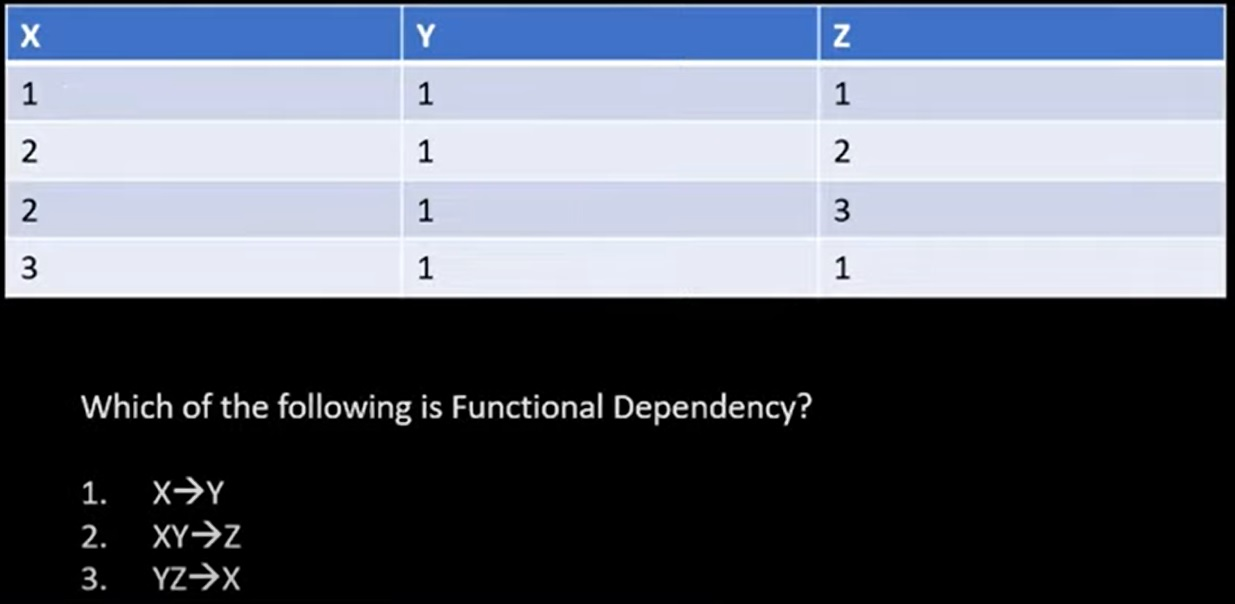 X Y Z
1 1 1
2 1 2
2 1 3
3 1 1
Which of the following is Functional Dependency?
1. X→Y
2. XY→Z
3. YZ→X